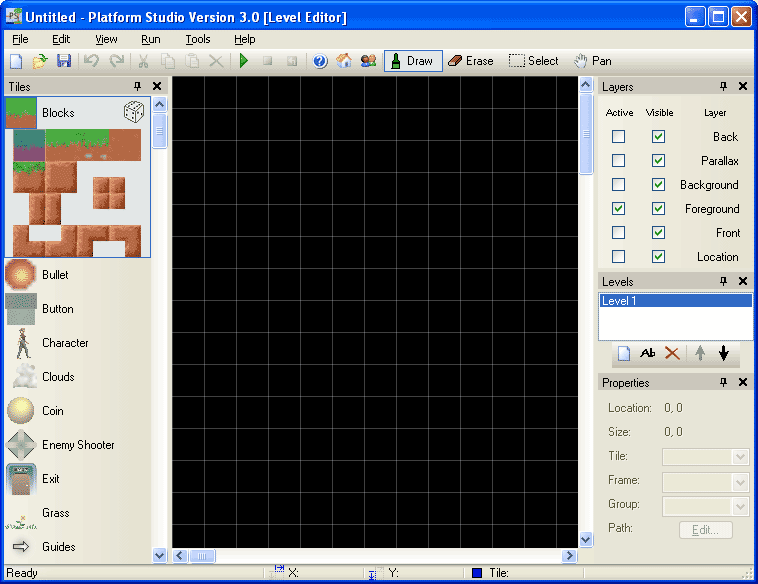 Untitled - Platform Studio Version 3.0 [Level Editor]
File Edit View Run Tools Help
Draw Erase Select Pan
Tiles
Blocks
Bullet
Button
Character
Clouds
Coin
Enemy Shooter
Exit
Grass
Guides
Layers
Active Visible Layer
Back
Parallax
Background
Foreground
Front
Location
Levels
Level 1
Ab
Properties
Location: 0, 0
Size: 0, 0
Tile:
Frame:
Group:
Path: Edit...
Ready X: Y: Tile: